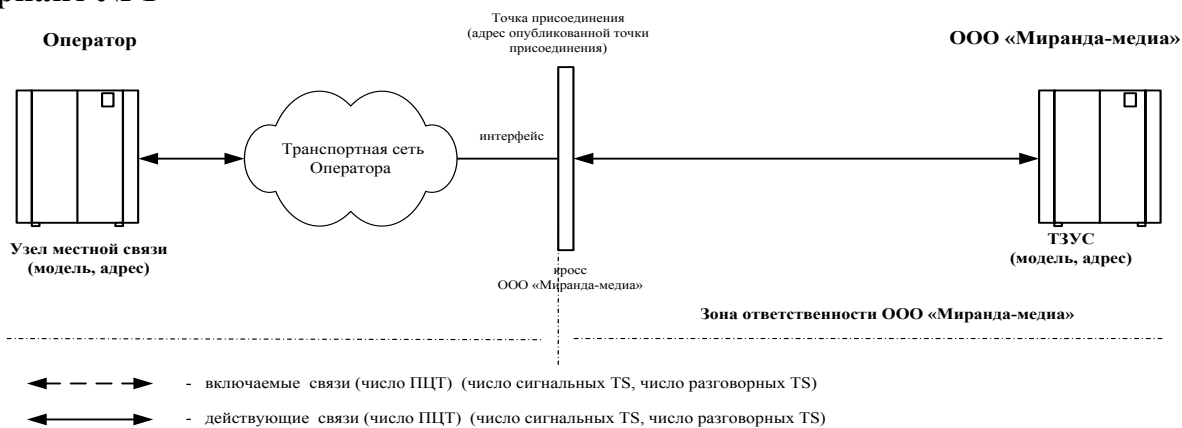 Оператор
Точка присоединения
(адрес опубликованной точки
присоединения)
ООО «Миранда-медиа»
интерфейс
Транспортная сеть
Оператора
Узел местной связи
(модель, адрес)
ТЗУС
(модель, адрес)
кросс
ООО «Миранда-медиа»
Зона ответственности ООО «Миранда-медиа»
- включаемые связи (число ПЦТ) (число сигнальных TS, число разговорных TS)
- действующие связи (число ПЦТ) (число сигнальных TS, число разговорных TS)